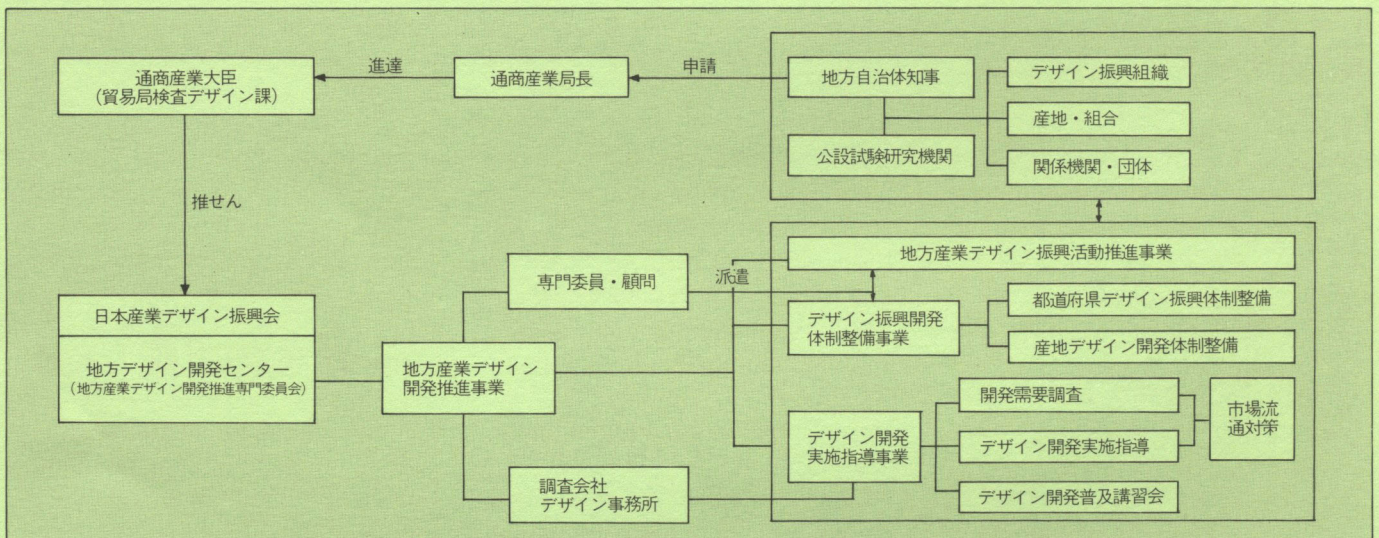 通商産業大臣
（貿易局検査デザイン課）
進達
通商産業局長
申請
地方自治体知事
公設試験研究機関
デザイン振興組織
産地・組合
関係機関・団体
推せん
日本産業デザイン振興会
地方デザイン開発センター
（地方産業デザイン開発推進専門委員会）
地方産業デザイン
開発推進事業
専門委員・顧問
調査会社
デザイン事務所
派遣
地方産業デザイン振興活動推進事業
デザイン振興開発
体制整備事業
都道府県デザイン振興体制整備
産地デザイン開発体制整備
デザイン開発
実施指導事業
開発需要調査
デザイン開発実施指導
デザイン開発普及講習会
市場流
通対策